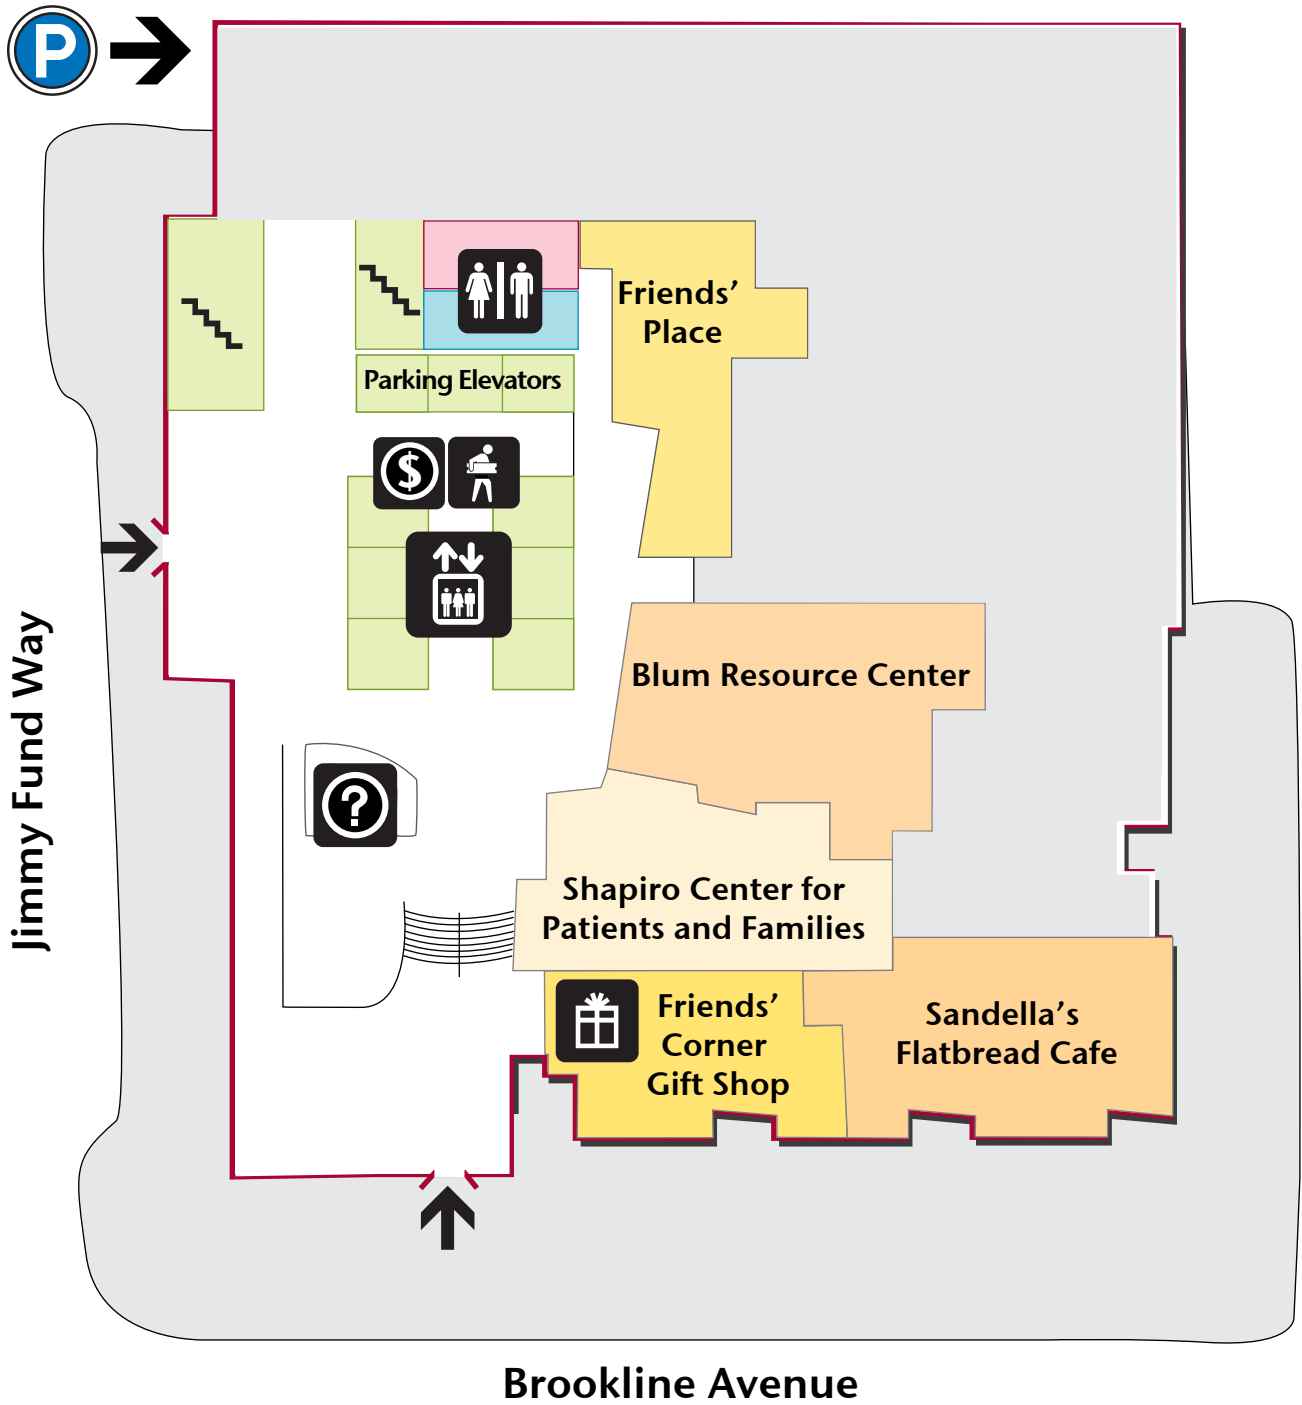 P
Friends’
Place
Parking Elevators
$
Blum Resource Center
Jimmy Fund Way
?
Shapiro Center for
Patients and Families
Friends’
Corner
Gift Shop
Sandella’s
Flatbread Cafe
Brookline Avenue